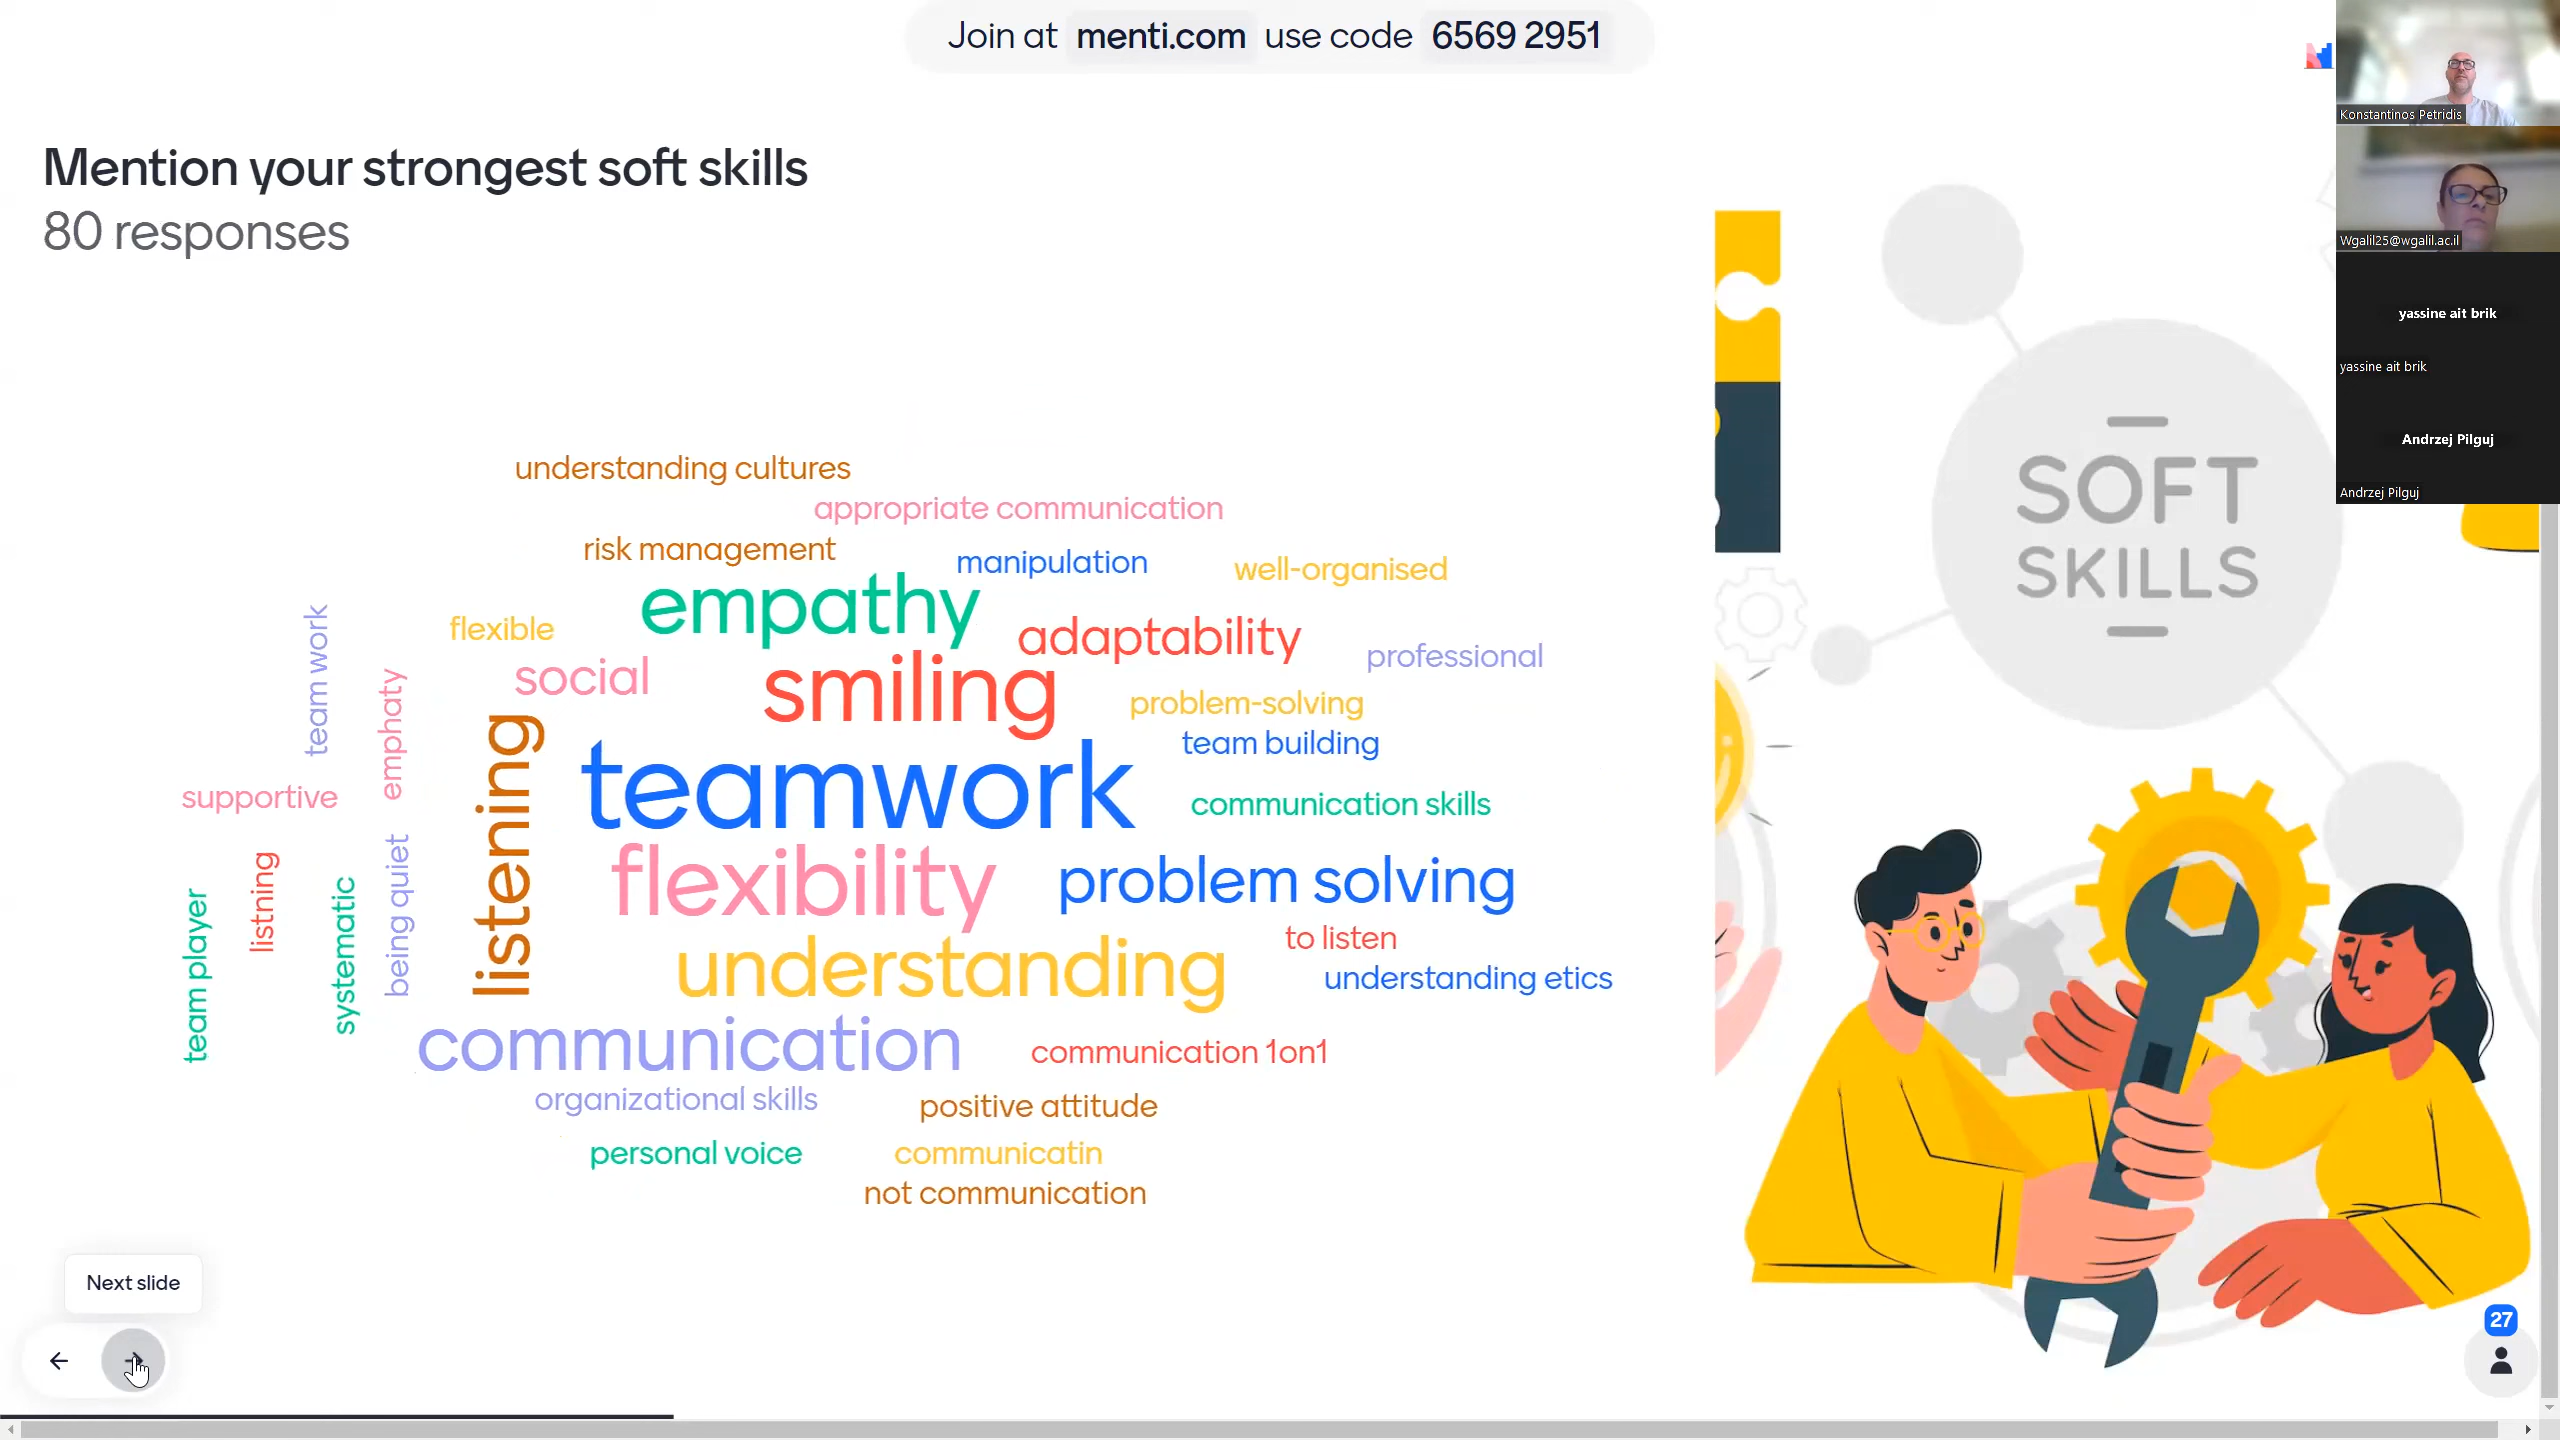 Join at menti.com use code 6569 2951
Mention your strongest soft skills
80 responses
understanding cultures
appropriate communication
risk management
manipulation
well-organised
empathy
flexible
adaptability
team work
social
smiling
professional
emphaty
problem-solving
listening
teamwork
team building
supportive
communication skills
listning
being quiet
flexibility
problem solving
team player
systematic
to listen
understanding
understanding etics
communication
communication 1on1
organizational skills
positive attitude
personal voice
communicatin
not communication
SOFT
SKILLS
Konstantinos Petridis
Wgalil25@wgalil.ac.il
yassine ait brik
yassine ait brik
Andrzej Pilguj
Andrzej Pilguj
Next slide
27